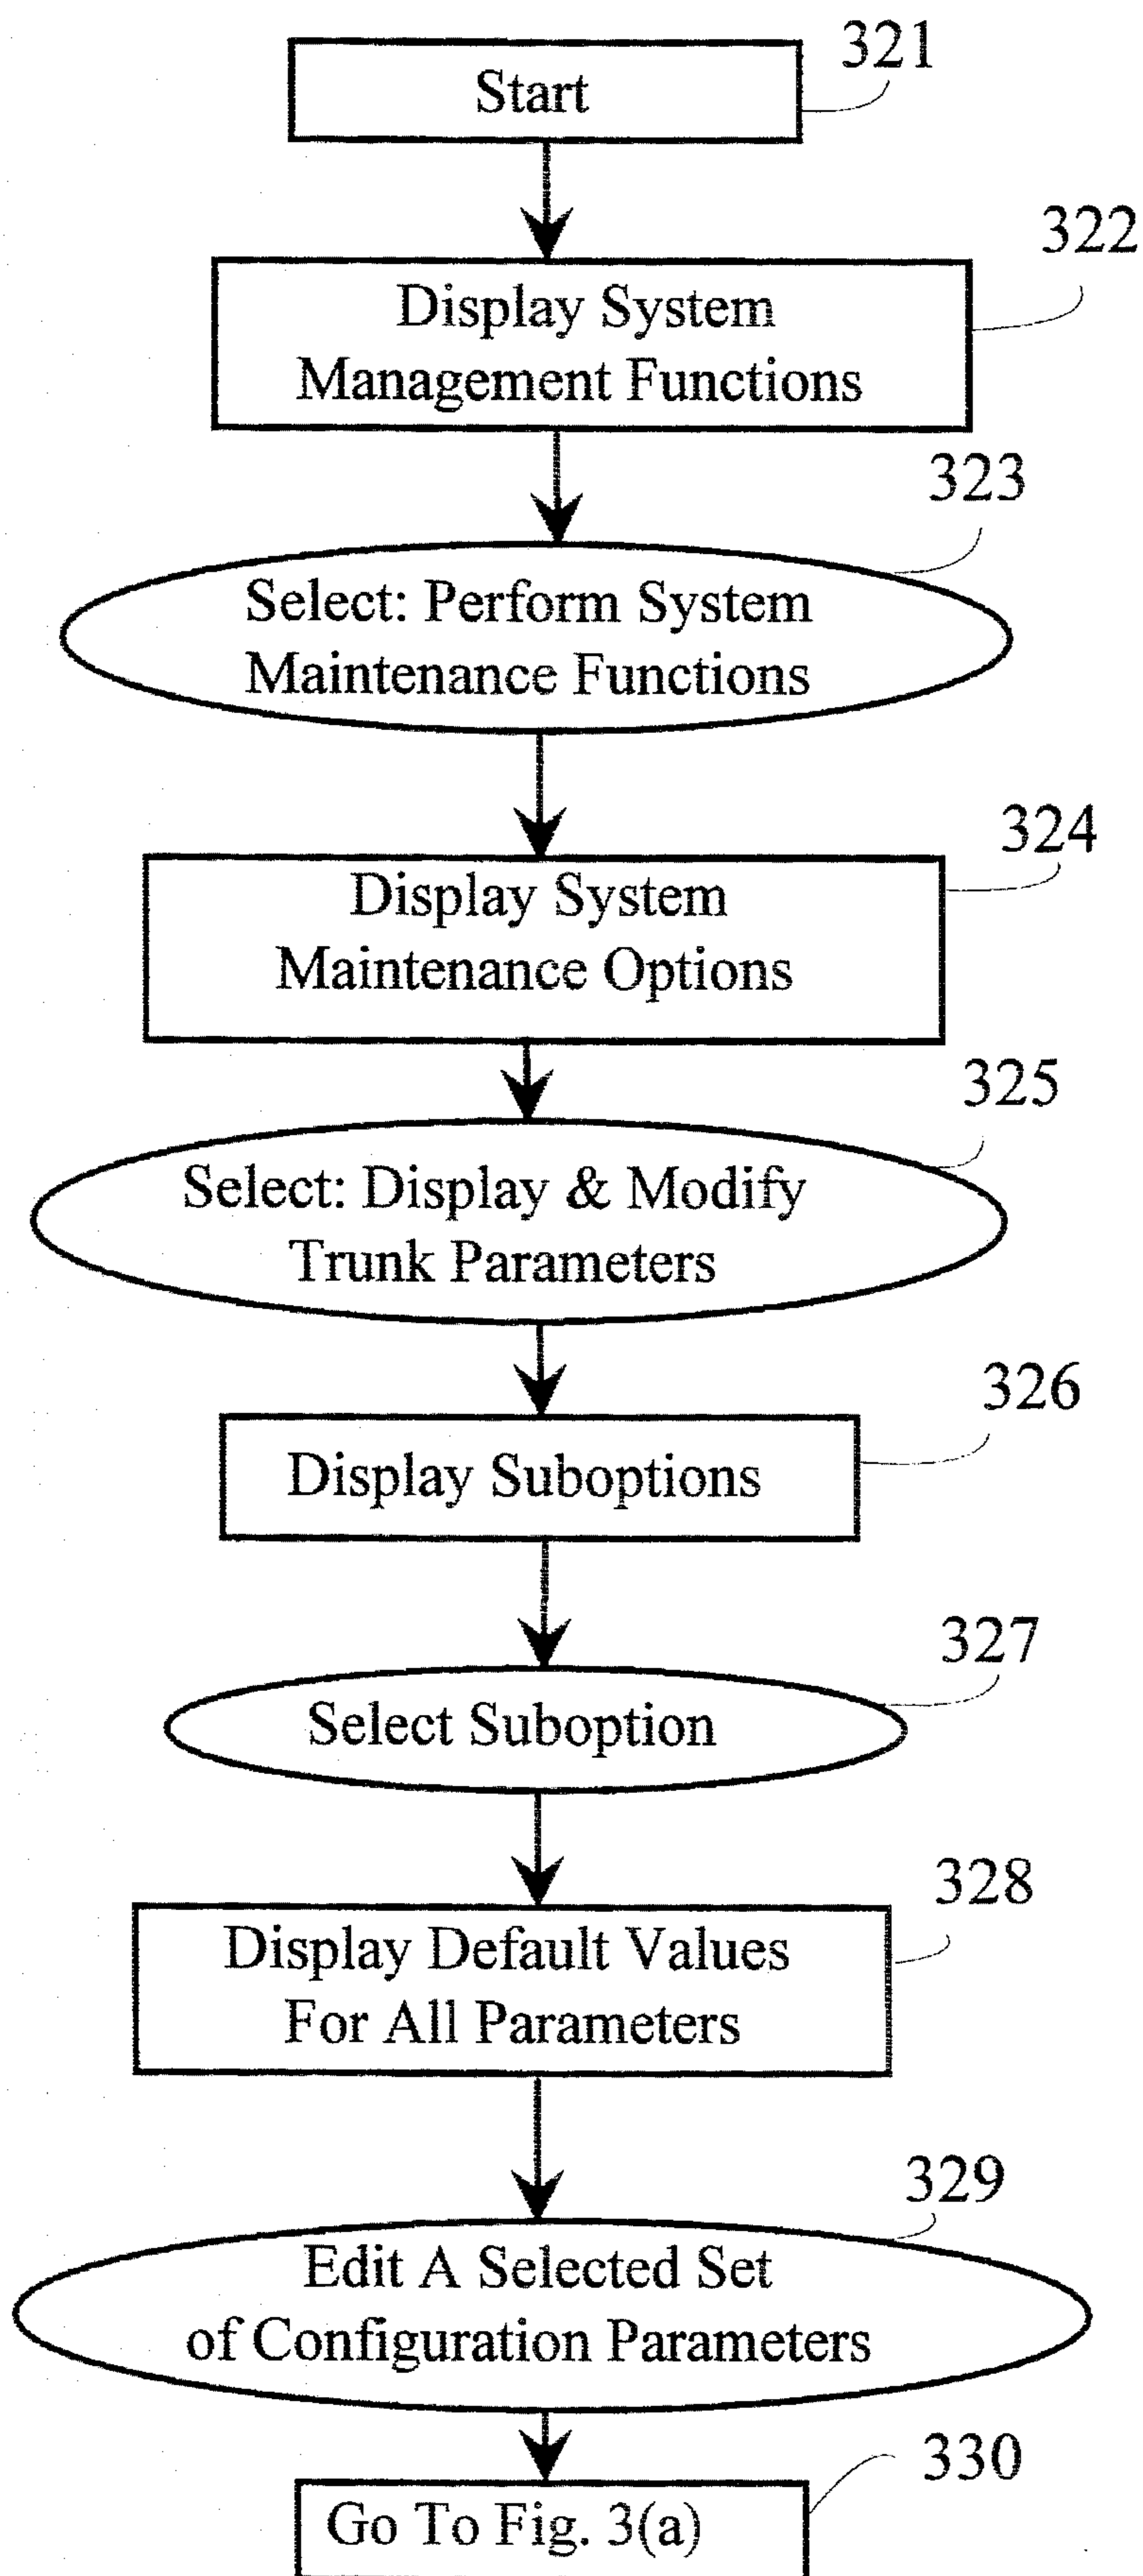 321
Start
322
Display System
Management Functions
323
Select: Perform System
Maintenance Functions
324
Display System
Maintenance Options
325
Select: Display & Modify
Trunk Parameters
326
Display Suboptions
327
Select Suboption
328
Display Default Values
For All Parameters
329
Edit A Selected Set
of Configuration Parameters
330
Go To Fig. 3(a)